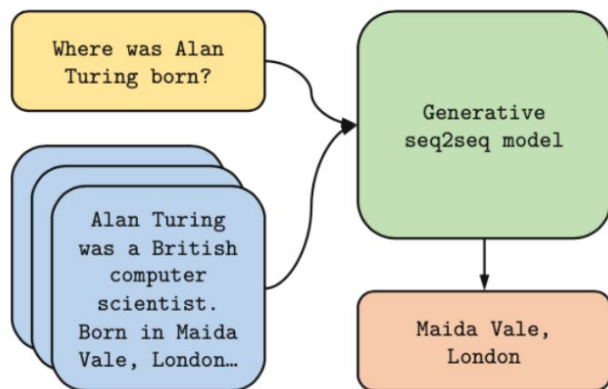 Where was Alan
Turing born?
Generative
seq2seq model
Alan Turing
was a British
computer
scientist.
Born in Maida
Vale, London…
Maida Vale,
London